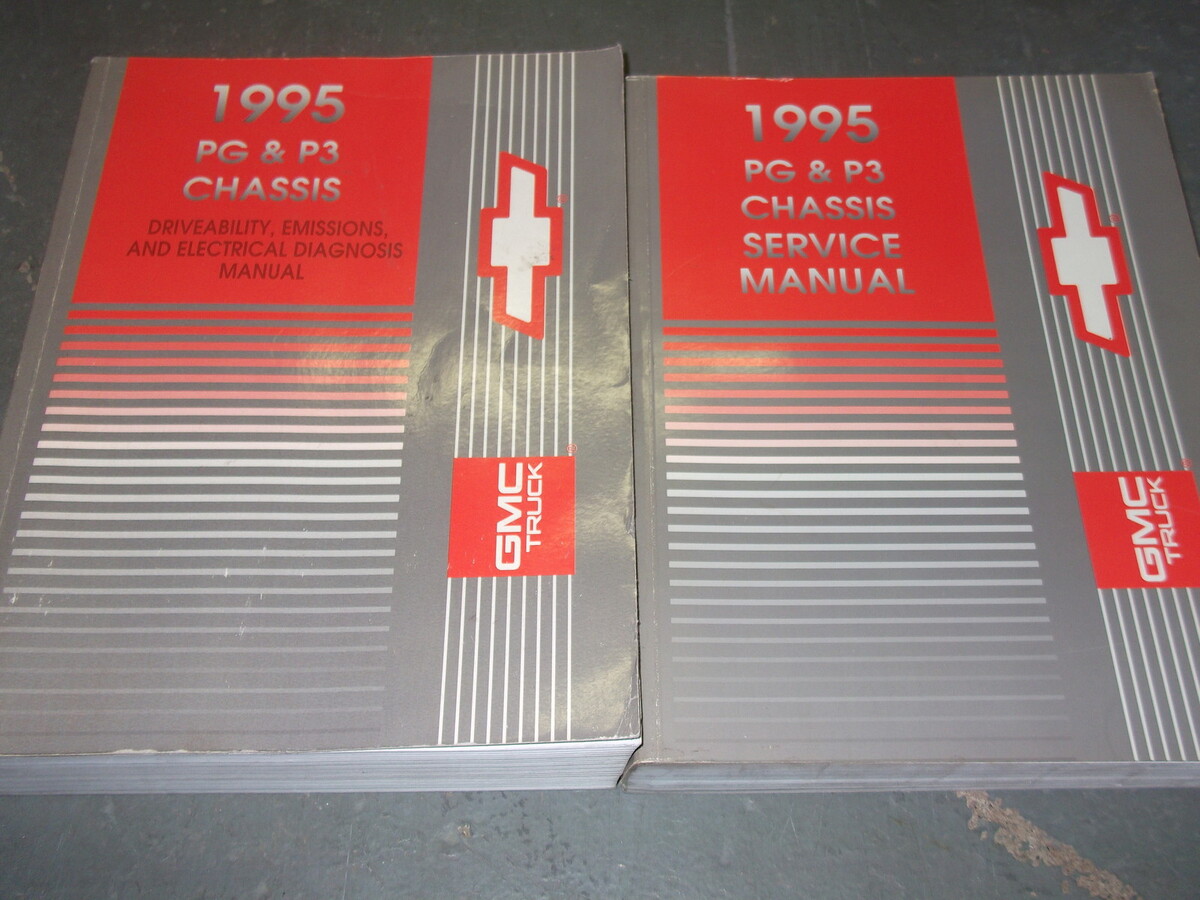 1995
PG & P3
CHASSIS
DRIVEABILITY, EMISSIONS,
AND ELECTRICAL DIAGNOSIS
MANUAL
®
®
GMC
TRUCK
1995
PG & P3
CHASSIS
SERVICE
MANUAL
®
®
GMC
TRUCK